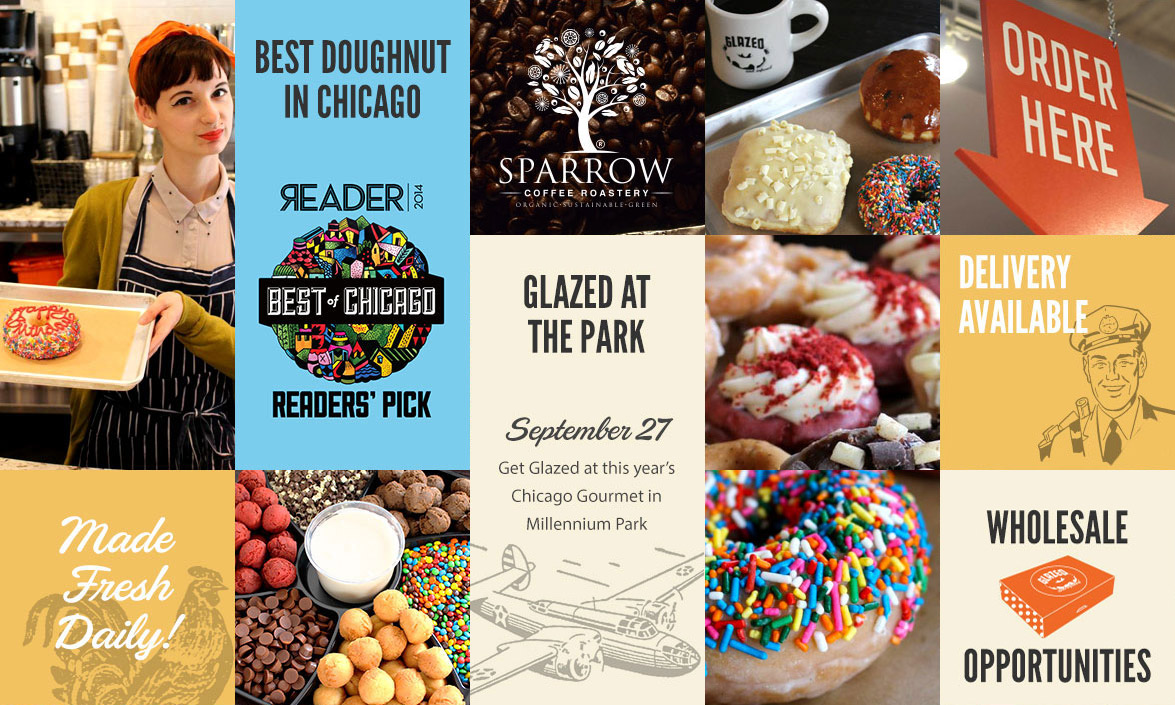 BEST DOUGHNUT
IN CHICAGO
READER 2014
BEST of CHICAGO
READERS' PICK
SPARROW
COFFEE ROASTERY
ORGANIC·SUSTAINABLE·GREEN
®
GLAZED
ORDER
HERE
GLAZED AT
THE PARK
September 27
Get Glazed at this year's
Chicago Gourmet in
Millennium Park
DELIVERY
AVAILABLE
Made
Fresh
Daily!
WHOLESALE
GLAZED
OPPORTUNITIES